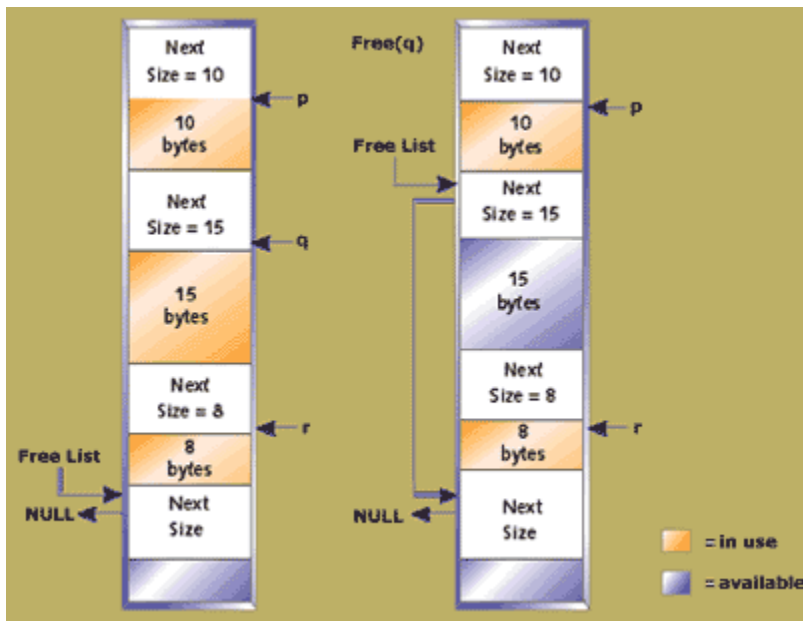 Next
Size = 10
p
10
bytes
Next
Size = 15
q
15
bytes
Next
Size = 8
r
8
bytes
Free List
NULL
Next
Size
Free(q)
Next
Size = 10
p
10
bytes
Free List
Next
Size = 15
15
bytes
Next
Size = 8
r
8
bytes
NULL
Next
Size
= in use
= available